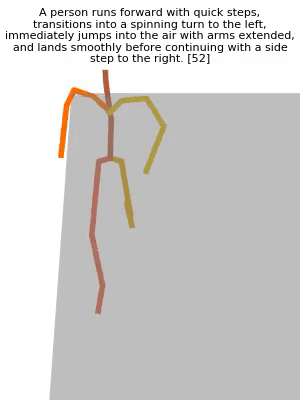 A person runs forward with quick steps,
transitions into a spinning turn to the left,
immediately jumps into the air with arms extended,
and lands smoothly before continuing with a side
step to the right. [52]